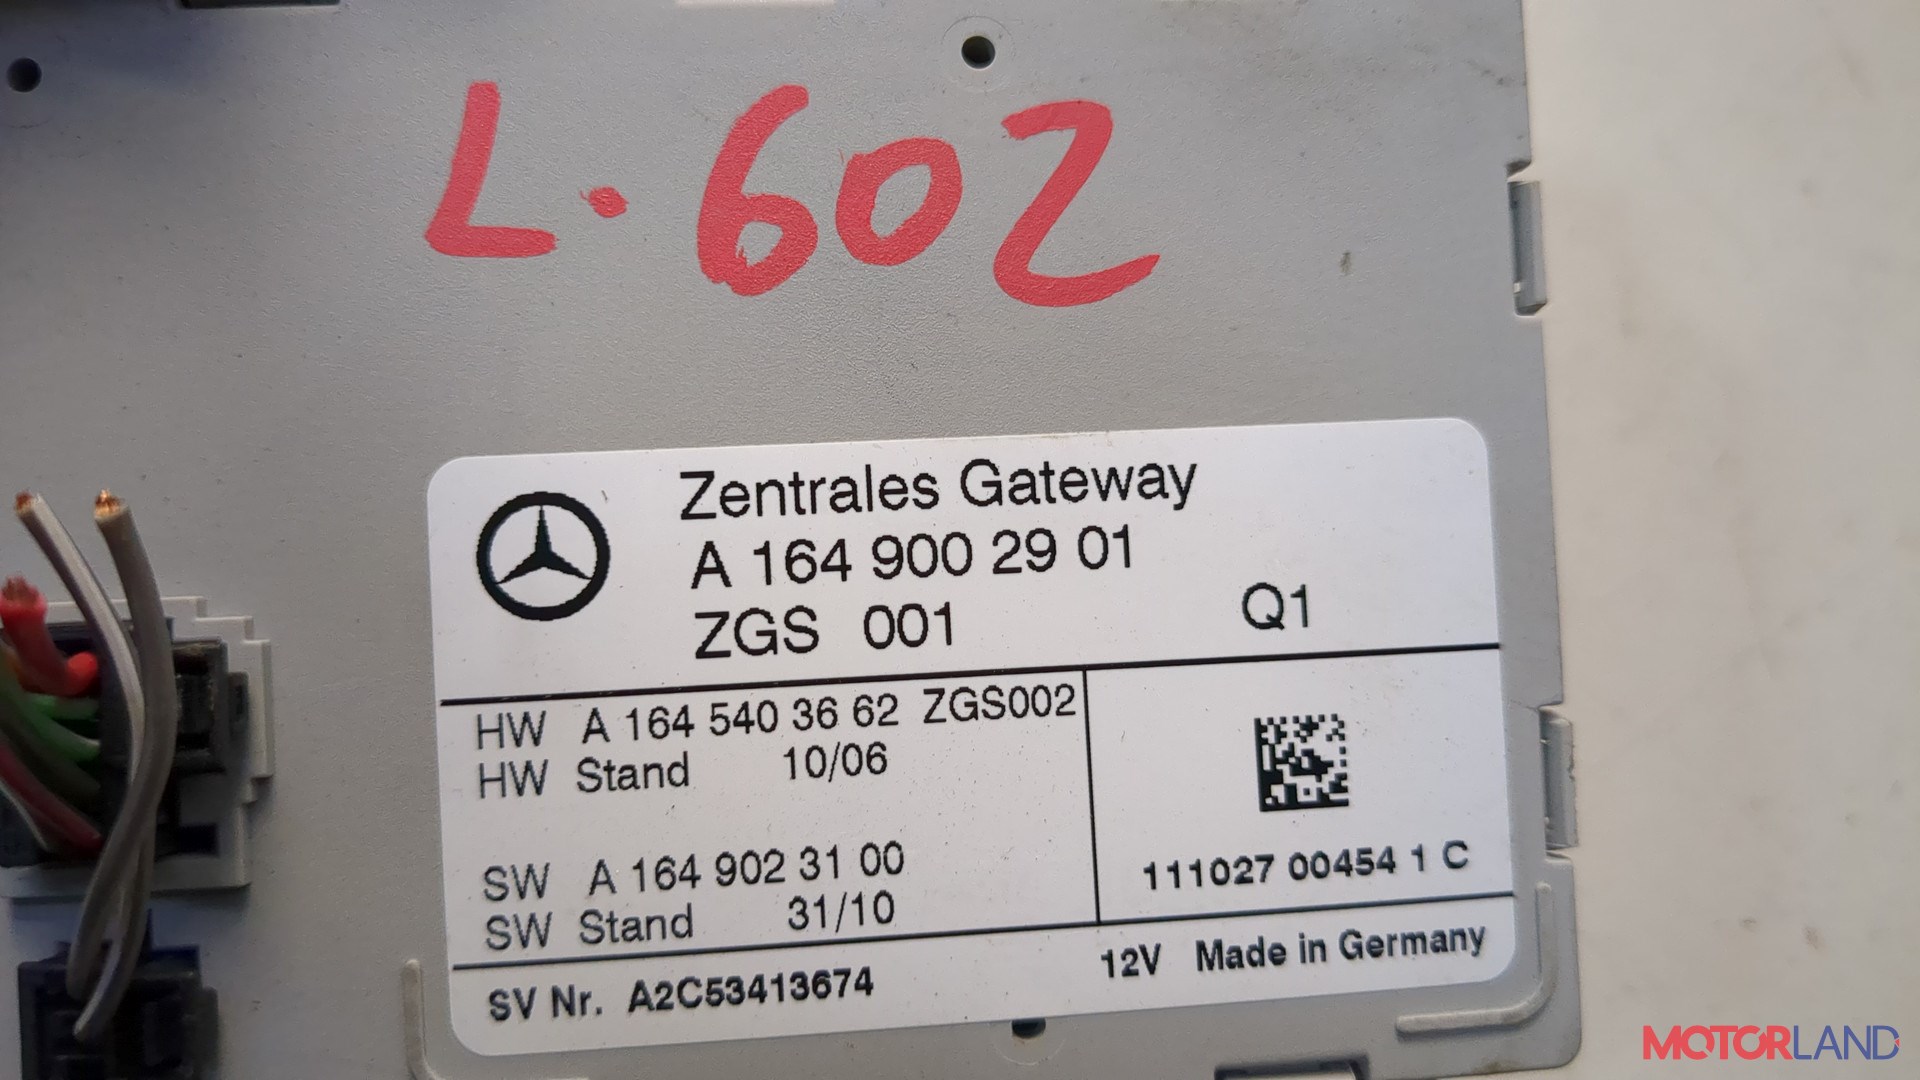 L.602
Zentrales Gateway
A 164 900 29 01
ZGS 001 Q1
HW A 164 540 36 62 ZGS002
HW Stand 10/06
SW A 164 902 31 00
SW Stand 31/10
111027 00454 1 C
SV Nr. A2C53413674
12V Made in Germany
MOTORLAND